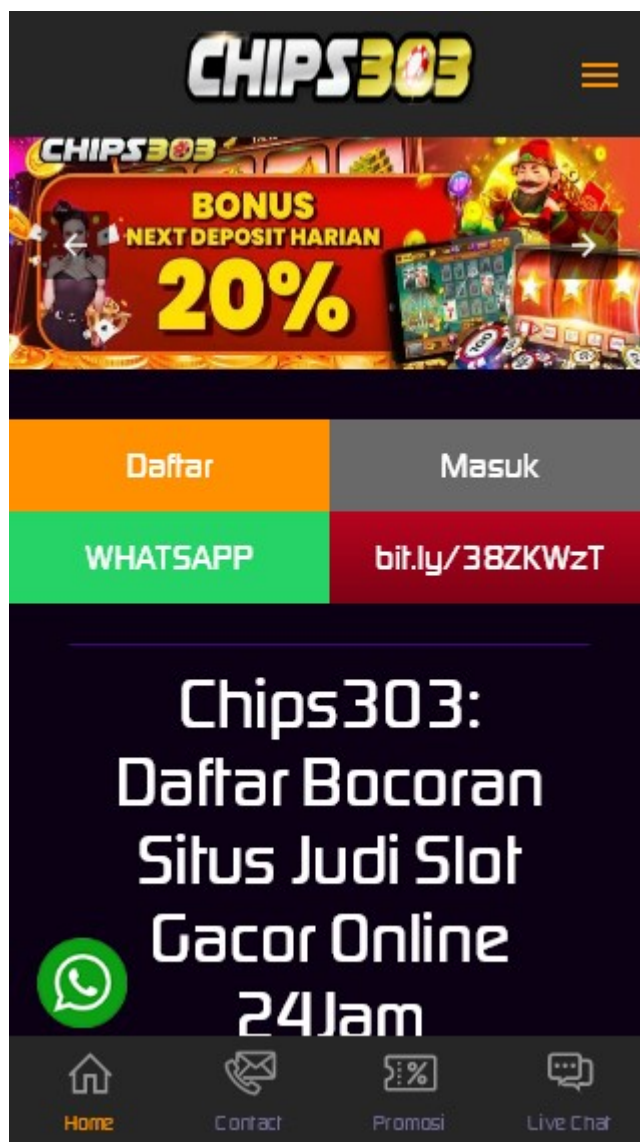 CHIPS303
CHIPS303
BONUS
NEXT DEPOSIT HARIAN
20%
100
Daftar
Masuk
WHATSAPP
bit.ly/38ZKWzT
Chips303:
Daftar Bocoran
Situs Judi Slot
Gacor Online
24Jam
Home
Contact
Promosi
Live Chat